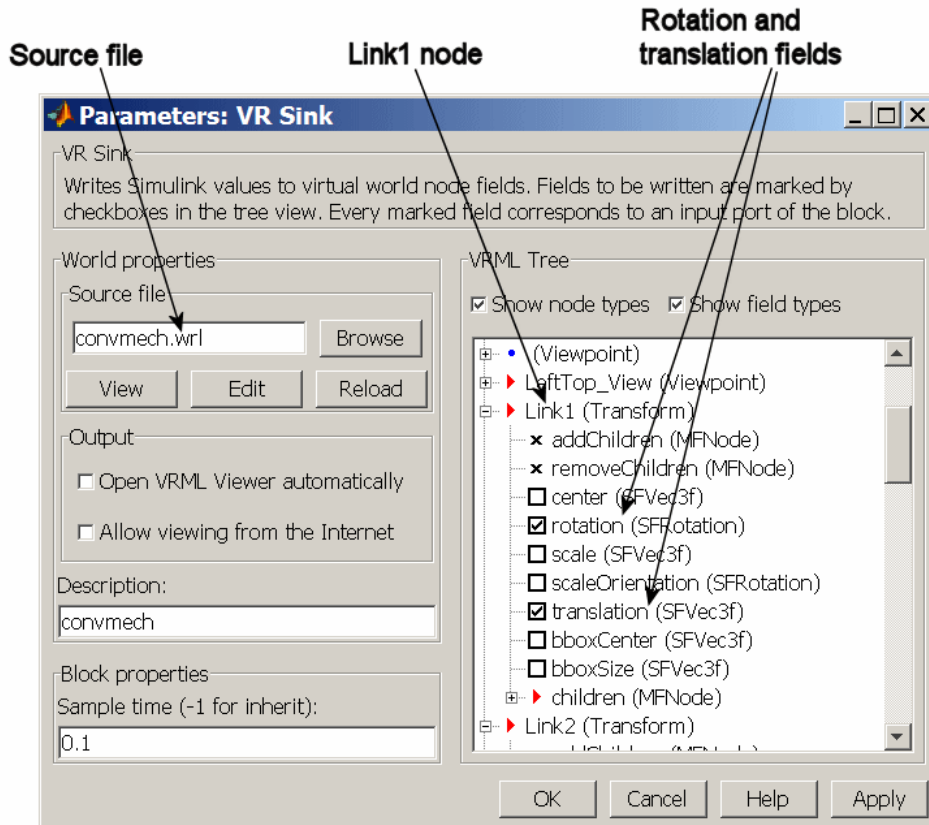 Rotation and
translation fields
Source file
Link1 node
Parameters: VR Sink
VR Sink
Writes Simulink values to virtual world node fields. Fields to be written are marked by
checkboxes in the tree view. Every marked field corresponds to an input port of the block.
World properties
Source file
convmech.wrl
Browse
View
Edit
Reload
Output
Open VRML Viewer automatically
Allow viewing from the Internet
Description:
convmech
Block properties
Sample time (-1 for inherit):
0.1
VRML Tree
Show node types
Show field types
(Viewpoint)
LeftTop_View (Viewpoint)
Link1 (Transform)
addChildren (MFNode)
removeChildren (MFNode)
center (SFVec3f)
rotation (SFRotation)
scale (SFVec3f)
scaleOrientation (SFRotation)
translation (SFVec3f)
bboxCenter (SFVec3f)
bboxSize (SFVec3f)
children (MFNode)
Link2 (Transform)
OK
Cancel
Help
Apply